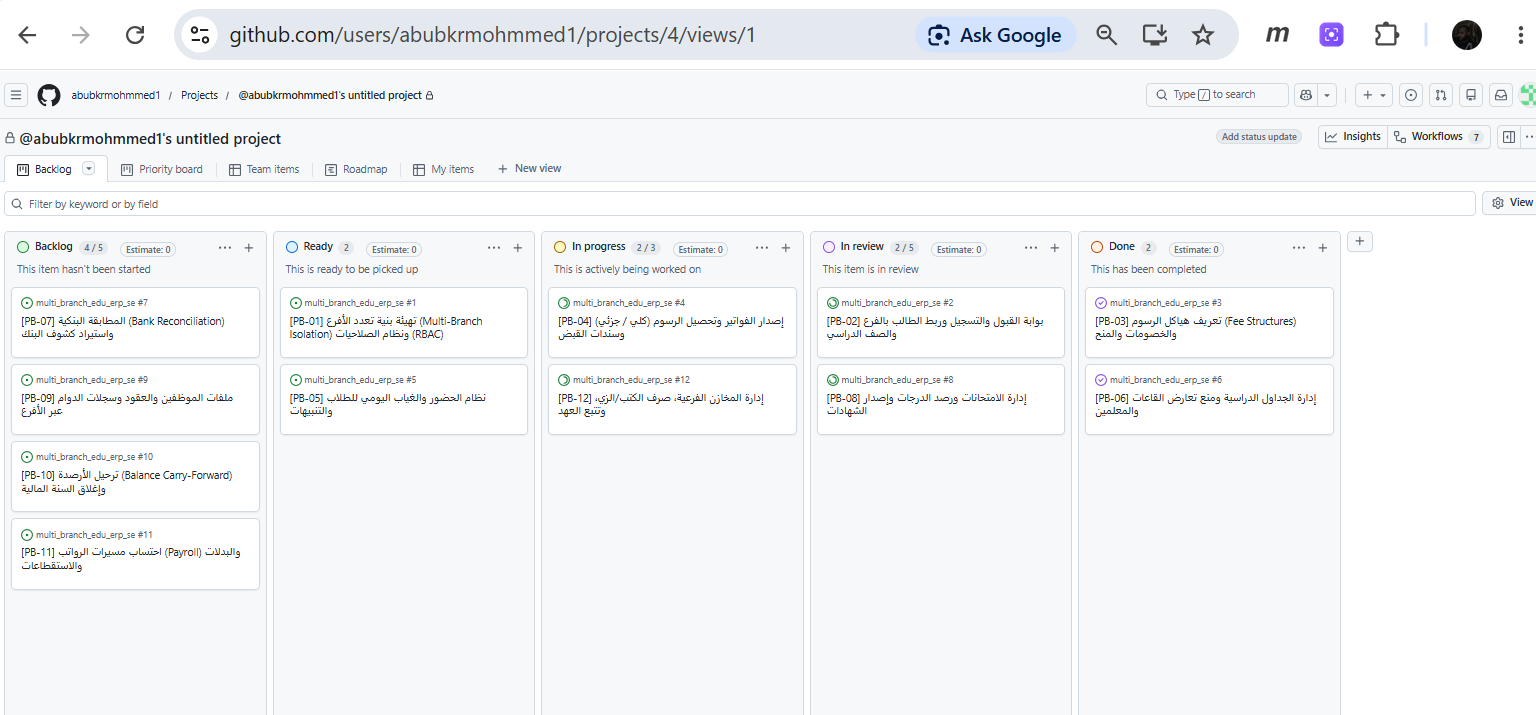 github.com/users/abubkrmohmmed1/projects/4/views/1
Ask Google
m
abubkrmohmmed1 / Projects / @abubkrmohmmed1's untitled project
Type / to search
@abubkrmohmmed1's untitled project
Add status update
Insights
Workflows 7
Backlog
Priority board
Team items
Roadmap
My items
+ New view
Filter by keyword or by field
View
Backlog 4 / 5 Estimate: 0
This item hasn't been started
multi_branch_edu_erp_se #7
[PB-07] المطابقة البنكية (Bank Reconciliation)
واستيراد كشوف البنك
multi_branch_edu_erp_se #9
[PB-09] ملفات الموظفين والعقود وسجلات الدوام
عبر الأفرع
multi_branch_edu_erp_se #10
[PB-10] ترحيل الأرصدة (Balance Carry-Forward)
وإغلاق السنة المالية
multi_branch_edu_erp_se #11
[PB-11] احتساب مسيرات الرواتب (Payroll) والبدلات
والاستقطاعات
Ready 2 Estimate: 0
This is ready to be picked up
multi_branch_edu_erp_se #1
[PB-01] تهيئة بنية تعدد الأفرع (Multi-Branch
Isolation) ونظام الصلاحيات (RBAC)
multi_branch_edu_erp_se #5
[PB-05] نظام الحضور والغياب اليومي للطلاب
والتنبيهات
In progress 2 / 3 Estimate: 0
This is actively being worked on
multi_branch_edu_erp_se #4
[PB-04] إصدار الفواتير وتحصيل الرسوم (كلي / جزئي)
وسندات القبض
multi_branch_edu_erp_se #12
[PB-12] إدارة المخازن الفرعية، صرف الكتب/الزي،
وتتبع العهد
In review 2 / 5 Estimate: 0
This item is in review
multi_branch_edu_erp_se #2
[PB-02] بوابة القبول والتسجيل وربط الطالب بالفرع
والصف الدراسي
multi_branch_edu_erp_se #8
[PB-08] إدارة الامتحانات ورصد الدرجات وإصدار
الشهادات
Done 2 Estimate: 0
This has been completed
multi_branch_edu_erp_se #3
[PB-03] تعريف هياكل الرسوم (Fee Structures)
والخصومات والمنح
multi_branch_edu_erp_se #6
[PB-06] إدارة الجداول الدراسية ومنع تعارض القاعات
والمعلمين